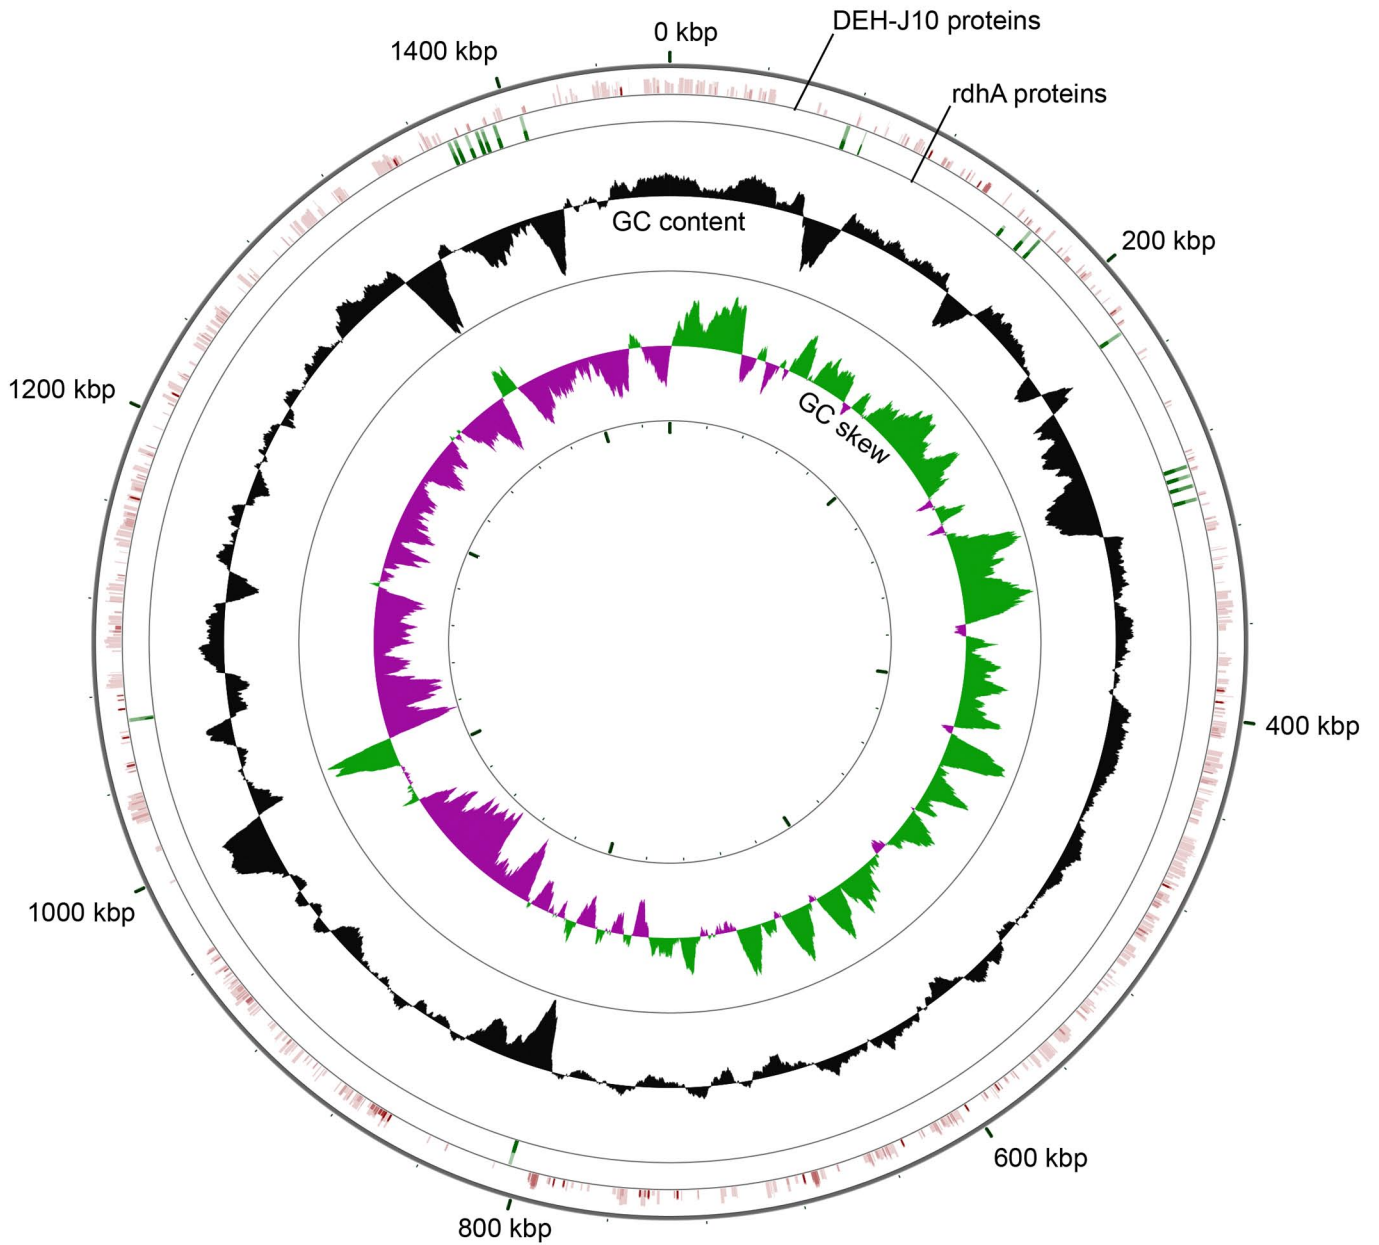 DEH-J10 proteins
0 kbp
1400 kbp
rdhA proteins
GC content
200 kbp
1200 kbp
GC skew
400 kbp
1000 kbp
600 kbp
800 kbp